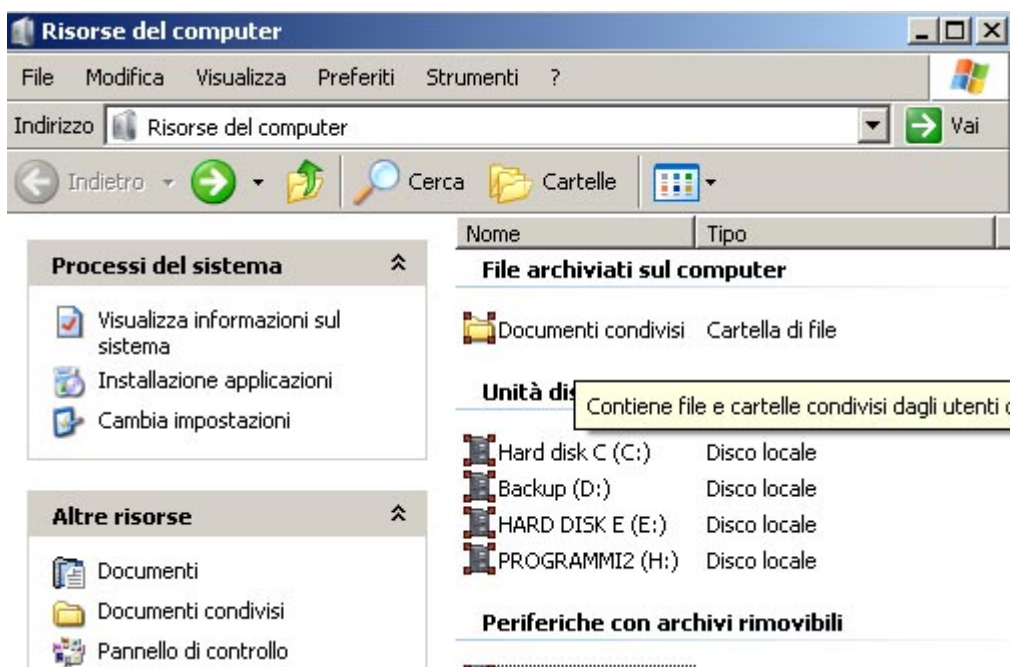 Risorse del computer
File Modifica Visualizza Preferiti Strumenti ?
Indirizzo Risorse del computer Vai
Indietro Cerca Cartelle
Nome Tipo
Processi del sistema
Visualizza informazioni sul
sistema
Installazione applicazioni
Cambia impostazioni
Altre risorse
Documenti
Documenti condivisi
Pannello di controllo
File archiviati sul computer
Documenti condivisi Cartella di file
Unità
Contiene file e cartelle condivisi dagli utenti
Hard disk C (C:) Disco locale
Backup (D:) Disco locale
HARD DISK E (E:) Disco locale
PROGRAMMI2 (H:) Disco locale
Periferiche con archivi rimovibili